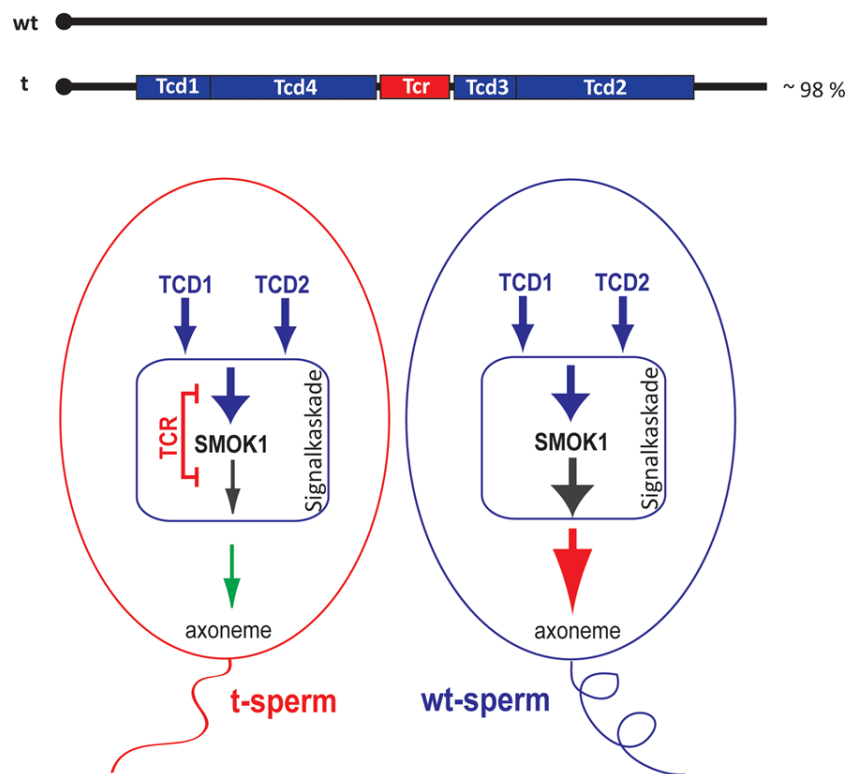 wt
t Tcd1 Tcd4 Tcr Tcd3 Tcd2 ~ 98 %
TCD1 TCD2
TCR
SMOK1
Signalkaskade
axoneme
t-sperm
TCD1 TCD2
SMOK1
Signalkaskade
axoneme
wt-sperm